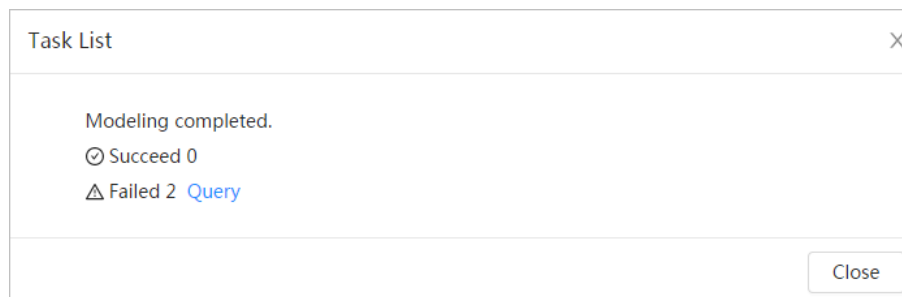 Task List
Modeling completed.
Succeed 0
Failed 2 Query
Close